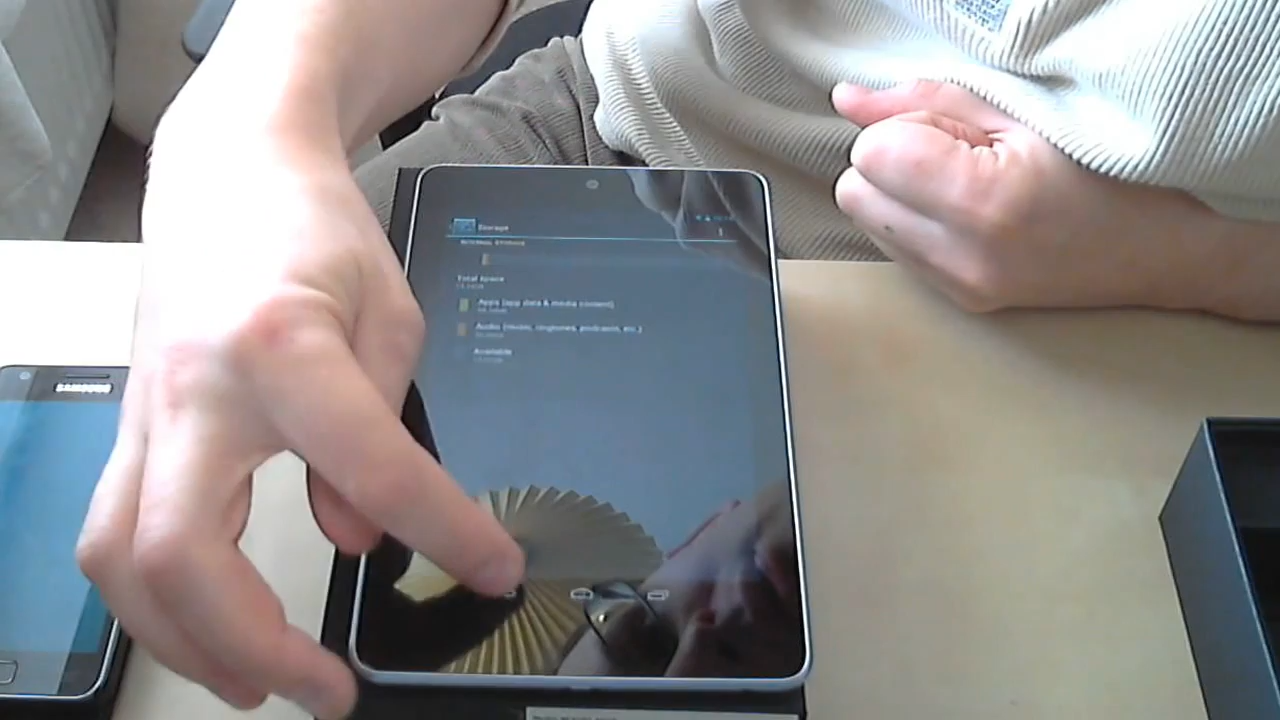 Storage
INTERNAL STORAGE
Total space
Apps (app data & media content)
Audio (music, ringtones, podcasts, etc.)
Available
SAMSUNG